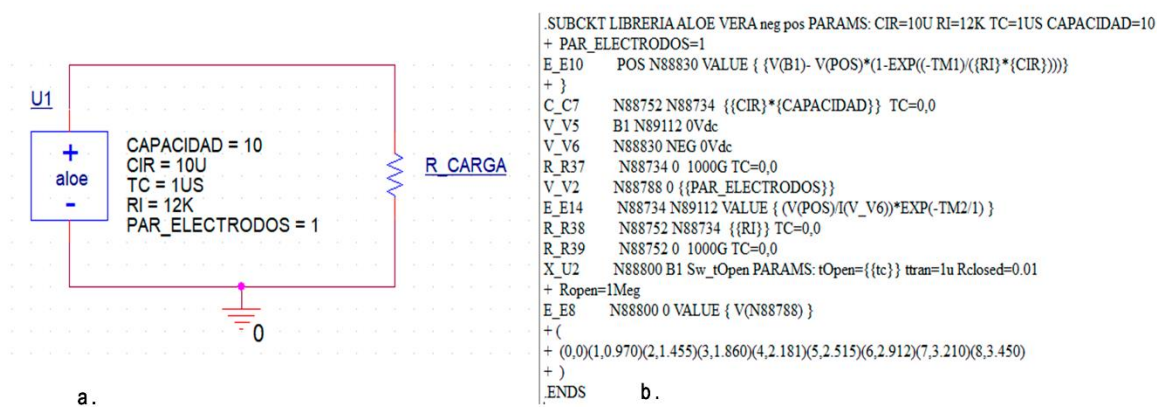 U1
+
aloe
-
CAPACIDAD = 10
CIR = 10U
TC = 1US
RI = 12K
PAR_ELECTRODOS = 1
R_CARGA
0
a.
.SUBCKT LIBRERIA ALOE VERA neg pos PARAMS: CIR=10U RI=12K TC=1US CAPACIDAD=10
+ PAR_ELECTRODOS=1
E_E10 POS N88830 VALUE { {V(B1)- V(POS)*(1-EXP((-TM1)/({RI}*{CIR})))}
+ }
C_C7 N88752 N88734 {{CIR}*{CAPACIDAD}} TC=0,0
V_V5 B1 N89112 0Vdc
V_V6 N88830 NEG 0Vdc
R_R37 N88734 0 1000G TC=0,0
V_V2 N88788 0 {{PAR_ELECTRODOS}}
E_E14 N88734 N89112 VALUE { (V(POS)/I(V_V6))*EXP(-TM2/1) }
R_R38 N88752 N88734 {{RI}} TC=0,0
R_R39 N88752 0 1000G TC=0,0
X_U2 N88800 B1 Sw_tOpen PARAMS: tOpen={{tc}} ttran=1u Rclosed=0.01
+ Ropen=1Meg
E_E8 N88800 0 VALUE { V(N88788) }
+ (
+ (0,0)(1,0.970)(2,1.455)(3,1.860)(4,2.181)(5,2.515)(6,2.912)(7,3.210)(8,3.450)
+ )
.ENDS
b.